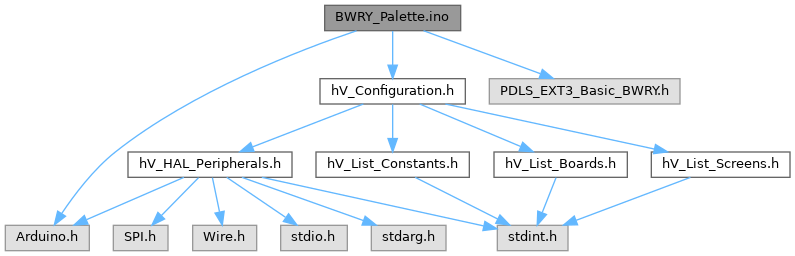 BWRY_Palette.ino
hV_Configuration.h
PDLS_EXT3_Basic_BWRY.h
hV_HAL_Peripherals.h
hV_List_Constants.h
hV_List_Boards.h
hV_List_Screens.h
Arduino.h
SPI.h
Wire.h
stdio.h
stdarg.h
stdint.h